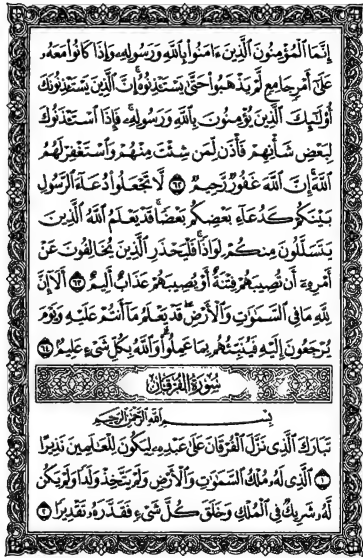 إِنَّمَا الْمُؤْمِنُونَ الَّذِينَ ءَامَنُوا بِاللَّهِ وَرَسُولِهِ وَإِذَا كَانُوا مَعَهُ
عَلَىٰ أَمْرٍ جَامِعٍ لَّمْ يَذْهَبُوا حَتَّىٰ يَسْتَـْٔذِنُوهُ إِنَّ الَّذِينَ يَسْتَـْٔذِنُونَكَ
أُو۟لَـٰٓئِكَ الَّذِينَ يُؤْمِنُونَ بِاللَّهِ وَرَسُولِهِ فَإِذَا اسْتَـْٔذَنُوكَ
لِبَعْضِ شَأْنِهِمْ فَأْذَن لِّمَن شِئْتَ مِنْهُمْ وَاسْتَغْفِرْ لَهُمُ
اللَّهَ إِنَّ اللَّهَ غَفُورٌ رَّحِيمٌ ٦٢ لَّا تَجْعَلُوا دُعَاءَ الرَّسُولِ
بَيْنَكُمْ كَدُعَاءِ بَعْضِكُم بَعْضًا قَدْ يَعْلَمُ اللَّهُ الَّذِينَ
يَتَسَلَّلُونَ مِنكُمْ لِوَاذًا فَلْيَحْذَرِ الَّذِينَ يُخَالِفُونَ عَنْ
أَمْرِهِ أَن تُصِيبَهُمْ فِتْنَةٌ أَوْ يُصِيبَهُمْ عَذَابٌ أَلِيمٌ ٦٣ أَلَا إِنَّ
لِلَّهِ مَا فِي السَّمَـٰوَٰتِ وَالْأَرْضِ قَدْ يَعْلَمُ مَا أَنتُمْ عَلَيْهِ وَيَوْمَ
يُرْجَعُونَ إِلَيْهِ فَيُنَبِّئُهُم بِمَا عَمِلُوا وَاللَّهُ بِكُلِّ شَىْءٍ عَلِيمٌ ٦٤
سُورَةُ الْفُرْقَانِ
بِسْمِ اللَّهِ الرَّحْمَـٰنِ الرَّحِيمِ
تَبَارَكَ الَّذِي نَزَّلَ الْفُرْقَانَ عَلَىٰ عَبْدِهِ لِيَكُونَ لِلْعَـٰلَمِينَ نَذِيرًا
١ الَّذِي لَهُ مُلْكُ السَّمَـٰوَٰتِ وَالْأَرْضِ وَلَمْ يَتَّخِذْ وَلَدًا وَلَمْ يَكُن
لَّهُ شَرِيكٌ فِي الْمُلْكِ وَخَلَقَ كُلَّ شَىْءٍ فَقَدَّرَهُ تَقْدِيرًا ٢